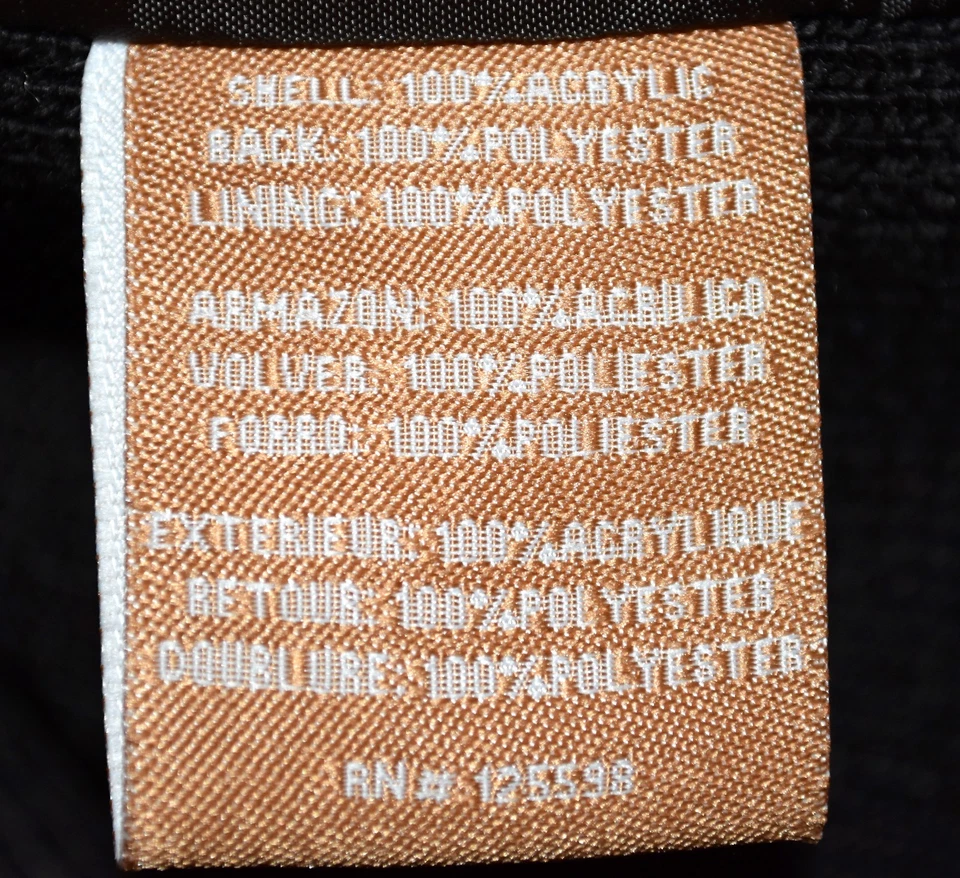 SHELL: 100%ACRYLIC
BACK: 100%POLYESTER
LINING: 100%POLYESTER
ARMAZON: 100%ACRILICO
VOLVER: 100%POLIESTER
FORRO: 100%POLIESTER
EXTERIEUR: 100%ACRYLIQUE
RETOUR: 100%POLYESTER
DOUBLURE: 100%POLYESTER
RN# 125598